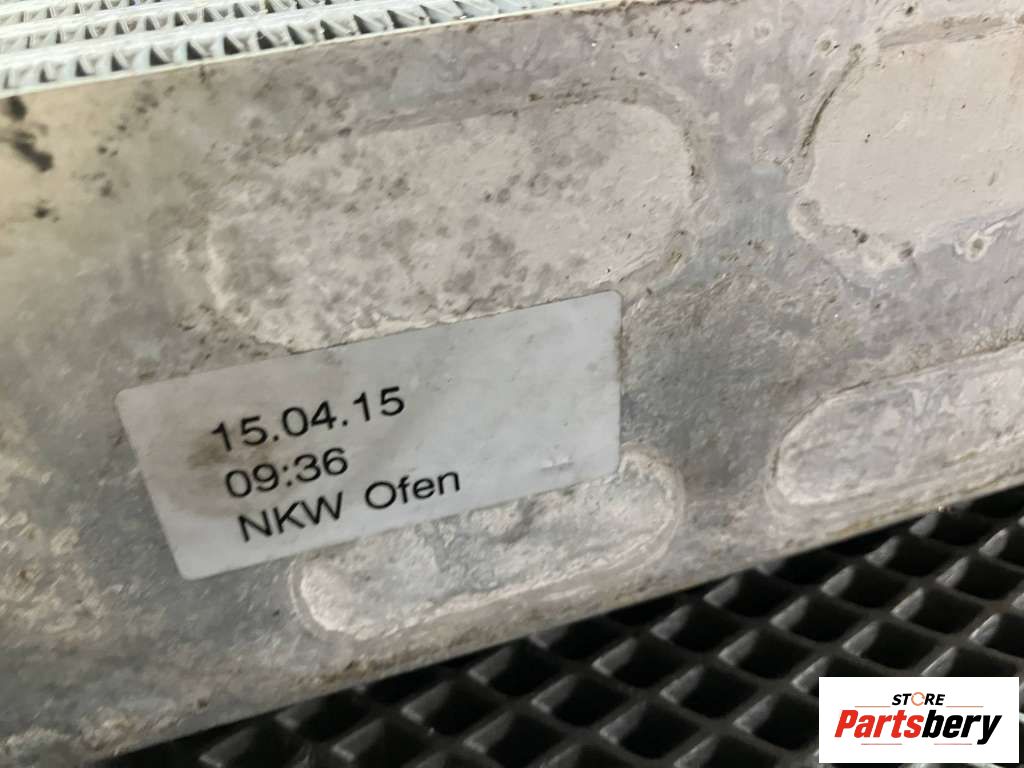 15.04.15
09:36
NKW Ofen
STORE
Partsbery